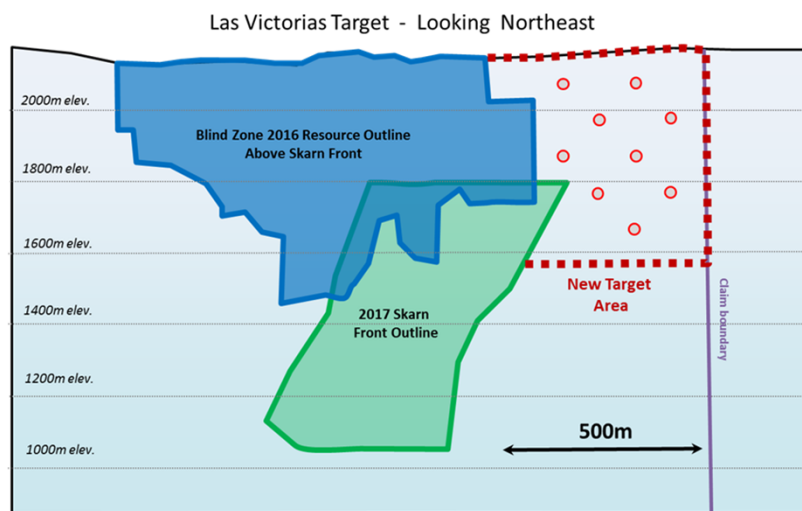 Las Victorias Target - Looking Northeast
2000m elev.
Blind Zone 2016 Resource Outline
Above Skarn Front
1800m elev.
1600m elev.
New Target
Area
Claim boundary
1400m elev.
2017 Skarn
Front Outline
1200m elev.
500m
1000m elev.